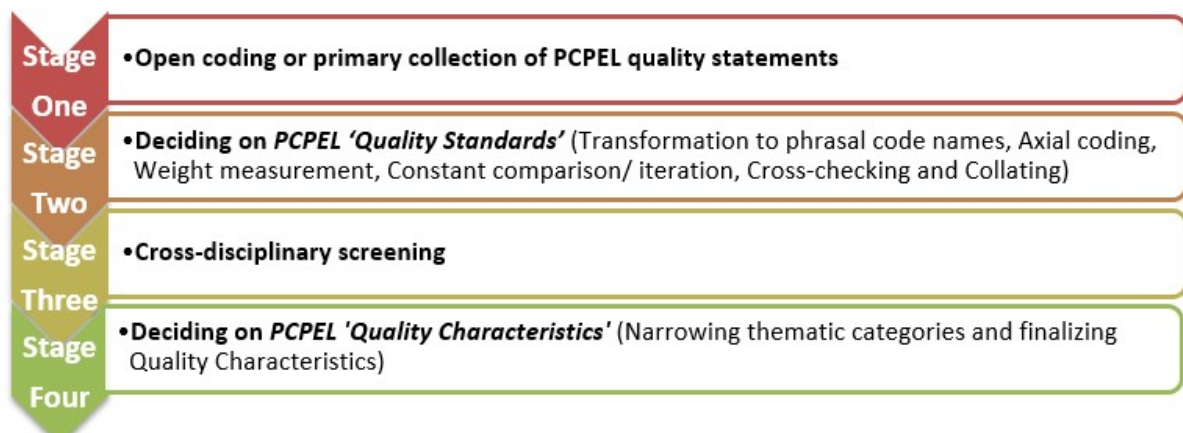 Stage
One
•Open coding or primary collection of PCPEL quality statements
Stage
Two
•Deciding on PCPEL ‘Quality Standards’ (Transformation to phrasal code names, Axial coding,
Weight measurement, Constant comparison/ iteration, Cross-checking and Collating)
Stage
Three
•Cross-disciplinary screening
Stage
Four
•Deciding on PCPEL 'Quality Characteristics' (Narrowing thematic categories and finalizing
Quality Characteristics)